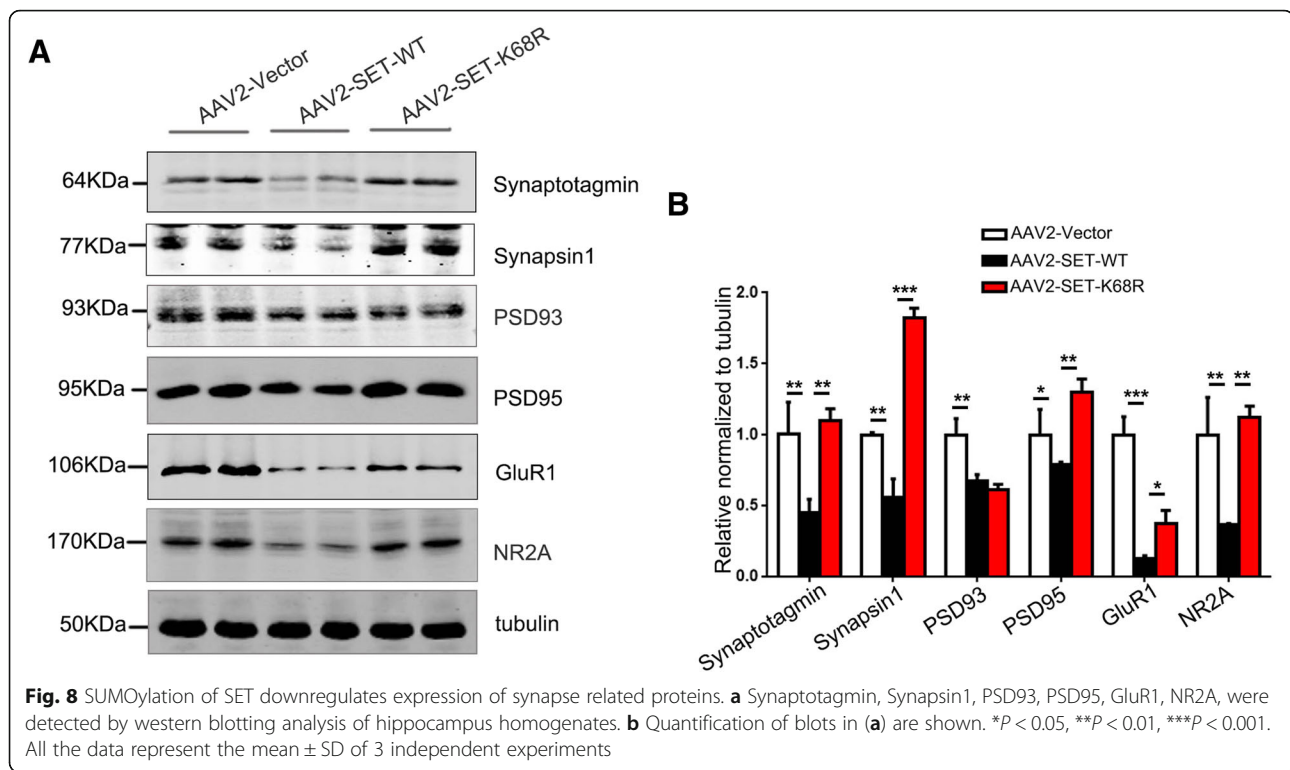 A
AAV2-Vector
AAV2-SET-WT
AAV2-SET-K68R
64KDa
Synaptotagmin
77KDa
Synapsin1
93KDa
PSD93
95KDa
PSD95
106KDa
GluR1
170KDa
NR2A
50KDa
tubulin
B
AAV2-Vector
AAV2-SET-WT
AAV2-SET-K68R
Relative normalized to tubulin
2.0
1.5
1.0
0.5
0.0
** **
** ***
**
* **
*** *
** **
Synaptotagmin
Synapsin1
PSD93
PSD95
GluR1
NR2A
Fig. 8 SUMOylation of SET downregulates expression of synapse related proteins. a Synaptotagmin, Synapsin1, PSD93, PSD95, GluR1, NR2A, were
detected by western blotting analysis of hippocampus homogenates. b Quantification of blots in (a) are shown. *P < 0.05, **P < 0.01, ***P < 0.001.
All the data represent the mean ± SD of 3 independent experiments